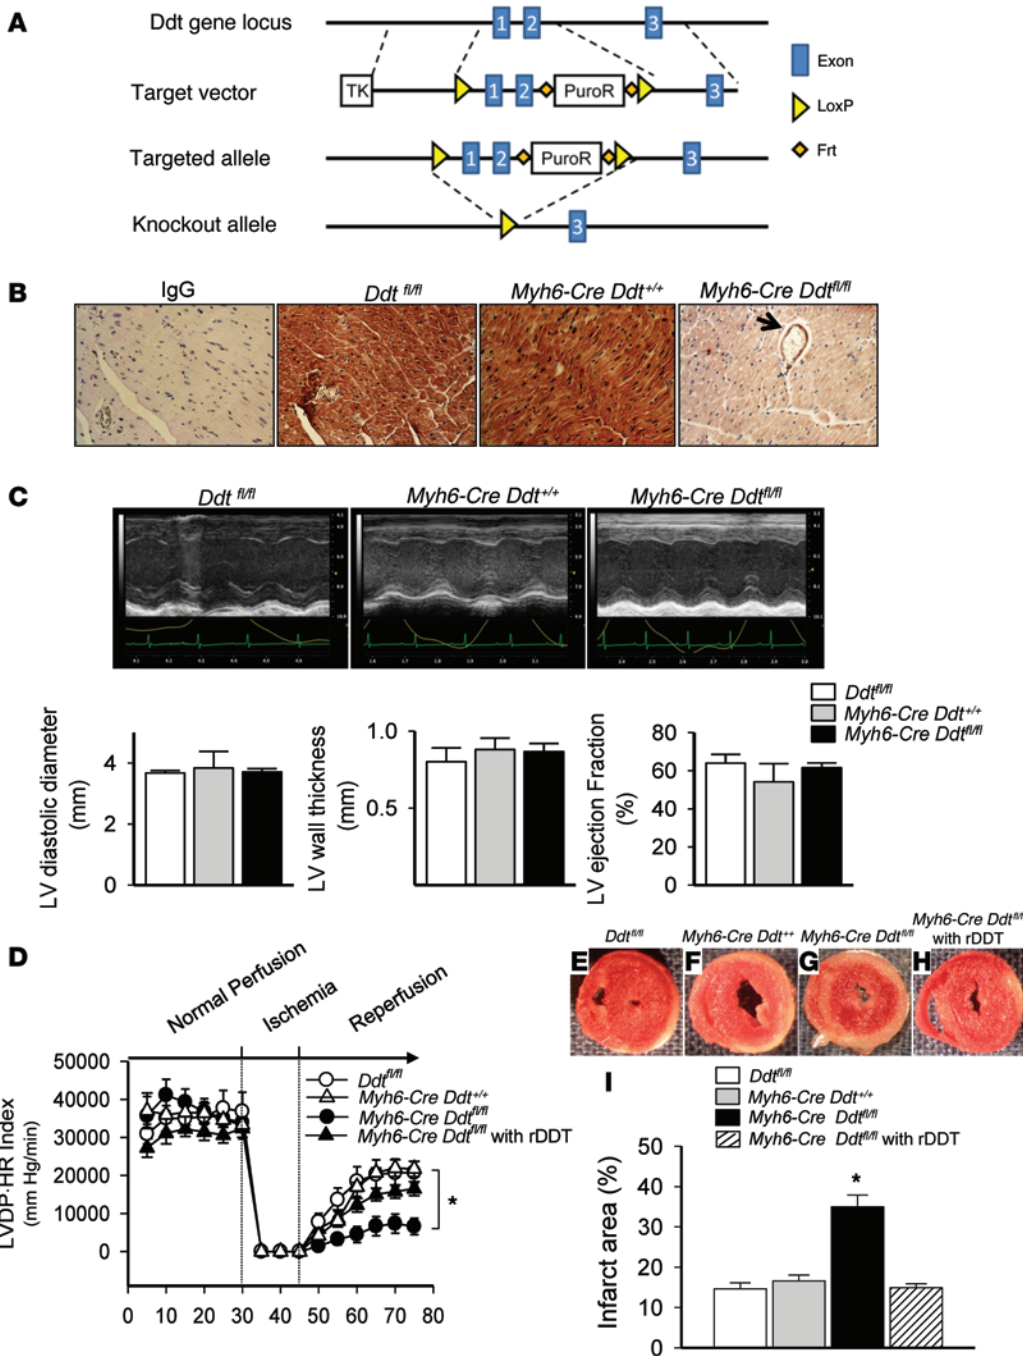 A
Ddt gene locus
1 2 3
Target vector
TK 1 2 PuroR 3
Targeted allele
1 2 PuroR 3
Knockout allele
3
Exon
LoxP
Frt
B
IgG
Ddt fl/fl
Myh6-Cre Ddt+/+
Myh6-Cre Ddtfl/fl
C
Ddt fl/fl
Myh6-Cre Ddt+/+
Myh6-Cre Ddtfl/fl
Ddtfl/fl
Myh6-Cre Ddt+/+
Myh6-Cre Ddtfl/fl
LV diastolic diameter
(mm)
4
2
0
LV wall thickness
(mm)
1.0
0.5
LV ejection Fraction
(%)
80
60
40
20
0
D
Normal Perfusion
Ischemia
Reperfusion
LVDP·HR Index
(mm Hg/min)
50000
40000
30000
20000
10000
0
0 10 20 30 40 50 60 70 80
Ddtfl/fl
Myh6-Cre Ddt+/+
Myh6-Cre Ddtfl/fl
Myh6-Cre Ddtfl/fl with rDDT
*
Ddtfl/fl
Myh6-Cre Ddt++
Myh6-Cre Ddtfl/fl
Myh6-Cre Ddtfl/fl
with rDDT
E
F
G
H
I
Ddtfl/fl
Myh6-Cre Ddt+/+
Myh6-Cre Ddtfl/fl
Myh6-Cre Ddtfl/fl with rDDT
Infarct area (%)
50
40
30
20
10
0
*